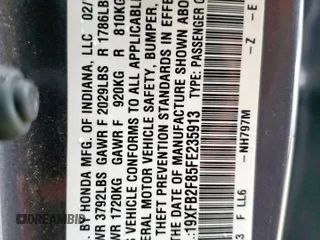 BY HONDA MFG. OF INDIANA, LLC 02/
WR 3792LBS GAWR F 2029LBS R 1786LB
WR 1720KG GAWR F 920KG R 810KG
VEHICLE CONFORMS TO ALL APPLICABLE
ERAL MOTOR VEHICLE SAFETY, BUMPER,
THEFT PREVENTION STANDARDS IN EFFE
DATE OF MANUFACTURE SHOWN ABO
:19XFB2F85FE235913 TYPE: PASSENGER C
NH797M
F LL6
- Z - E
DREAMBID